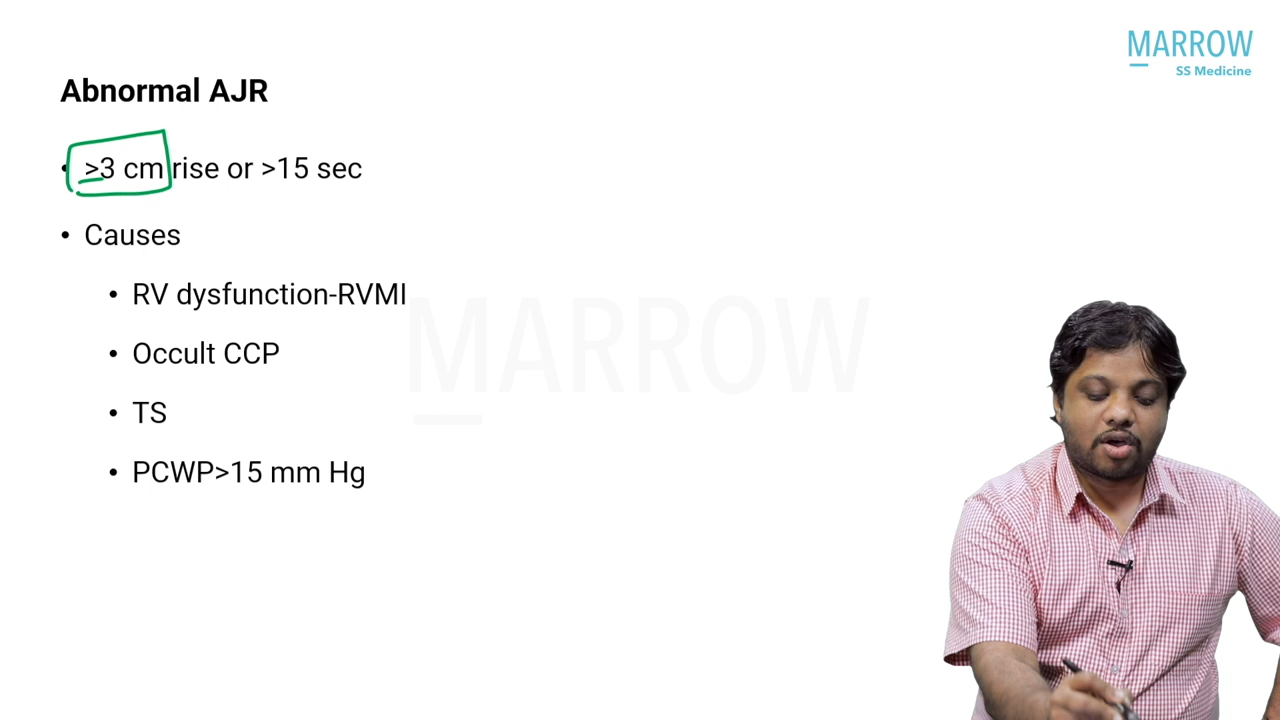 MARROW
SS Medicine
Abnormal AJR
• >3 cm rise or >15 sec
• Causes
• RV dysfunction-RVMI
• Occult CCP
• TS
• PCWP>15 mm Hg
MARROW